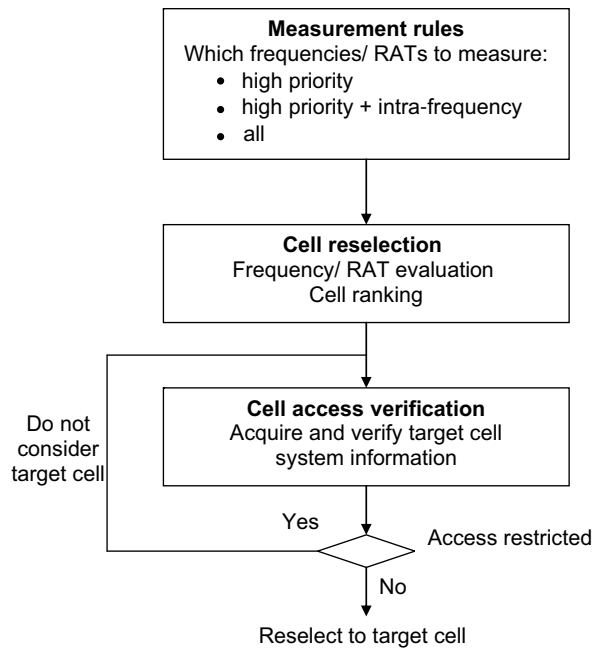 Measurement rules
Which frequencies/ RATs to measure:
• high priority
• high priority + intra-frequency
• all
Cell reselection
Frequency/ RAT evaluation
Cell ranking
Do not
consider
target cell
Cell access verification
Acquire and verify target cell
system information
Yes
Access restricted
No
Reselect to target cell